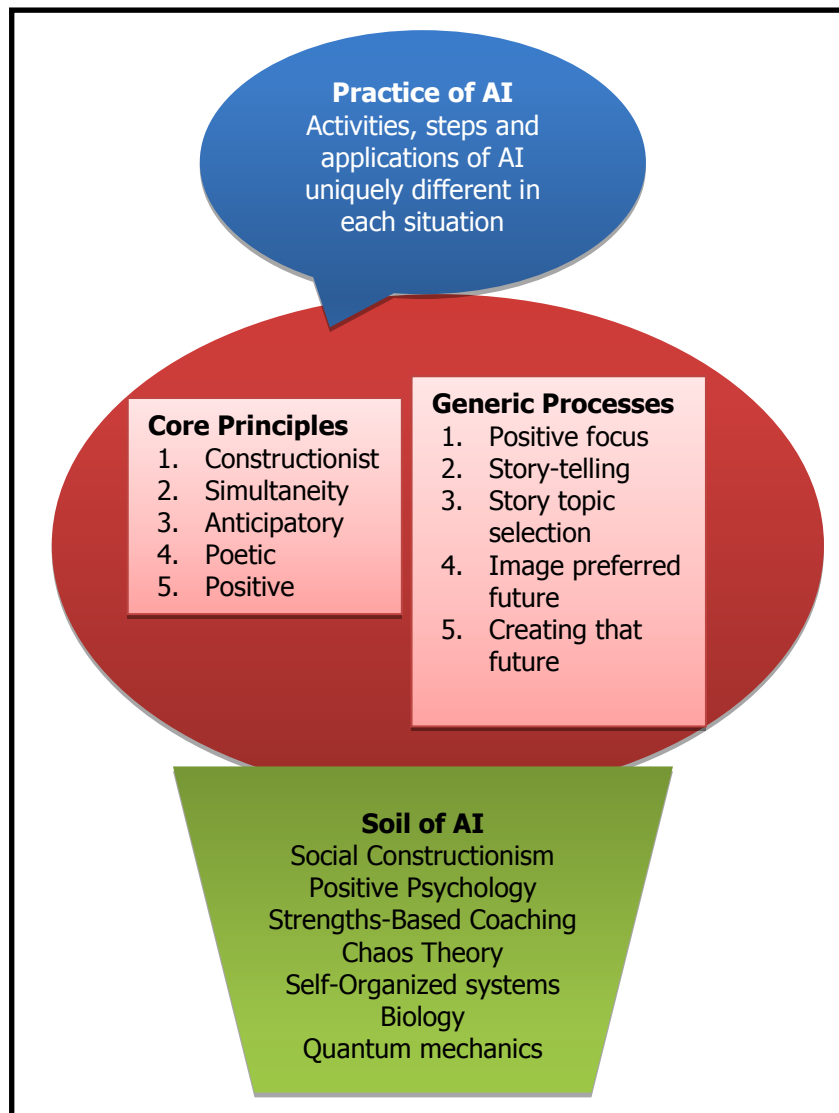 Practice of AI
Activities, steps and
applications of AI
uniquely different in
each situation
Core Principles
1. Constructionist
2. Simultaneity
3. Anticipatory
4. Poetic
5. Positive
Generic Processes
1. Positive focus
2. Story-telling
3. Story topic
selection
4. Image preferred
future
5. Creating that
future
Soil of AI
Social Constructionism
Positive Psychology
Strengths-Based Coaching
Chaos Theory
Self-Organized systems
Biology
Quantum mechanics